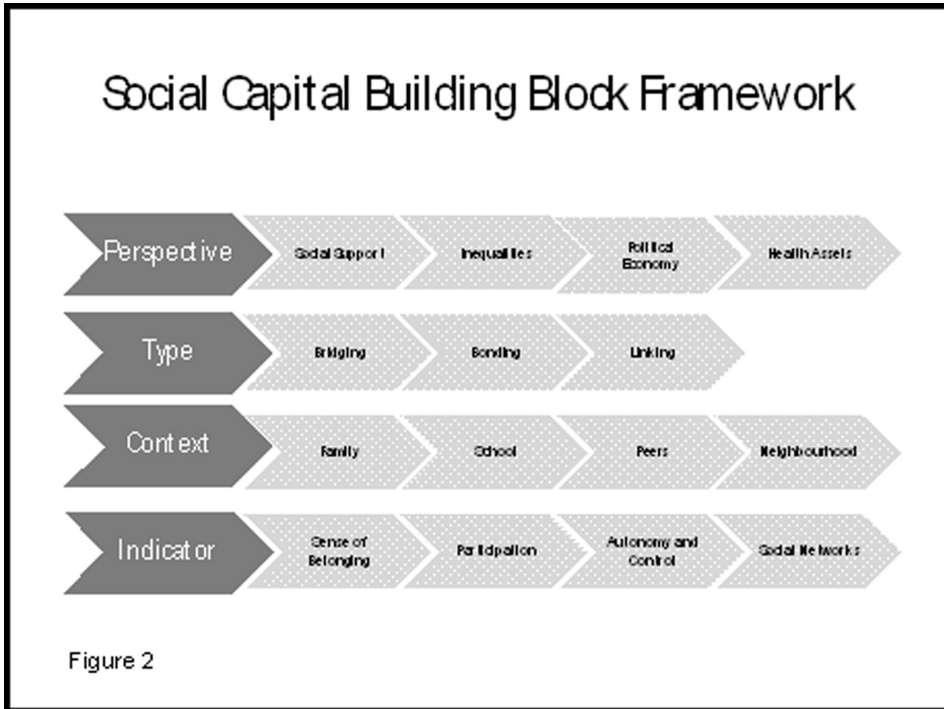 Social Capital Building Block Framework
Perspective
Social Support
Inequalities
Political
Economy
Health Assets
Type
Bridging
Bonding
Linking
Context
Family
School
Peers
Neighbourhood
Indicator
Sense of
Belonging
Participation
Autonomy and
Control
Social Networks
Figure 2